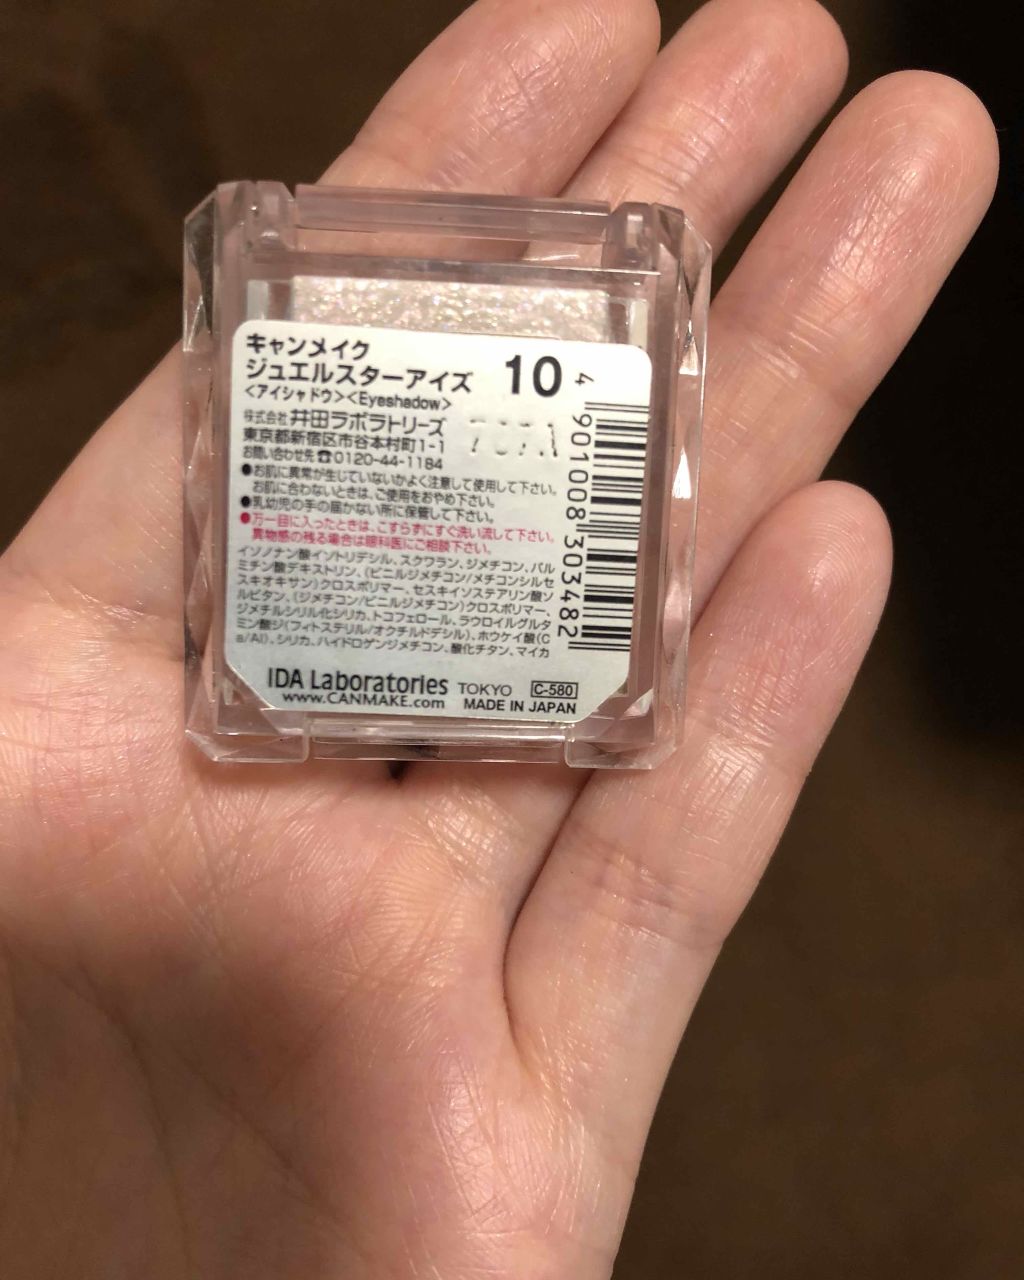 キャンメイク
ジュエルスターアイズ 10
<アイシャドウ><Eyeshadow>
株式会社 井田ラボラトリーズ
東京都新宿区市谷本村町1-1
お問い合わせ先☎0120-44-1184
●お肌に異常が生じていないかよく注意して使用して下さい。
お肌に合わないときは、ご使用をおやめ下さい。
●乳幼児の手の届かない所に保管して下さい。
●万一目に入ったときは、こすらずにすぐ洗い流して下さい。
異物感の残る場合は眼科医にご相談下さい。
イソノナン酸イソトリデシル、スクワラン、ジメチコン、パル
ミチン酸デキストリン、(ビニルジメチコン/メチコンシルセ
スキオキサン)クロスポリマー、セスキイソステアリン酸ソ
ルビタン、(ジメチコン/ビニルジメチコン)クロスポリマー、
ジメチルシリル化シリカ、トコフェロール、ラウロイルグルタ
ミン酸ジ(フィトステリル/オクチルドデシル)、ホウケイ酸(C
a/Al)、シリカ、ハイドロゲンジメチコン、酸化チタン、マイカ
IDA Laboratories TOKYO C-580
www.CANMAKE.com MADE IN JAPAN
4 901008 303482